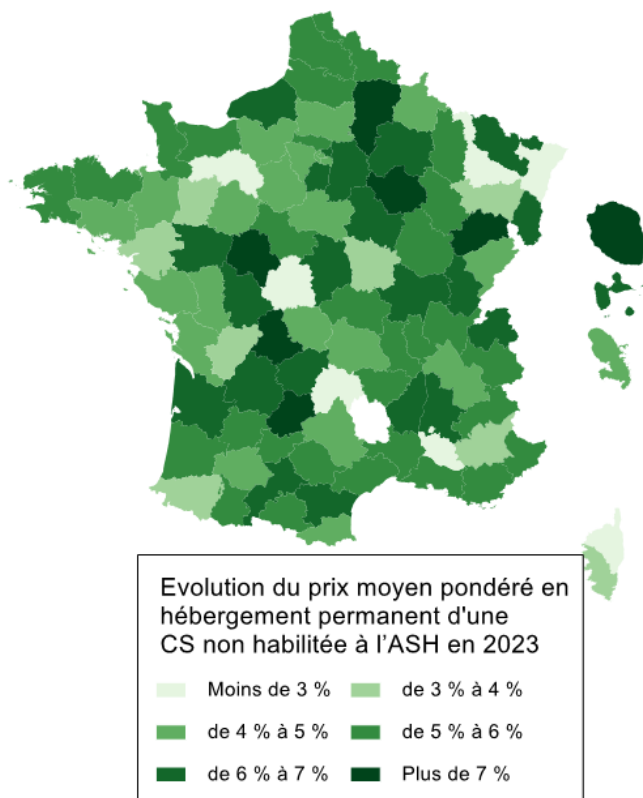 Evolution du prix moyen pondéré en
hébergement permanent d'une
CS non habilitée à l’ASH en 2023
Moins de 3 %
de 3 % à 4 %
de 4 % à 5 %
de 5 % à 6 %
de 6 % à 7 %
Plus de 7 %